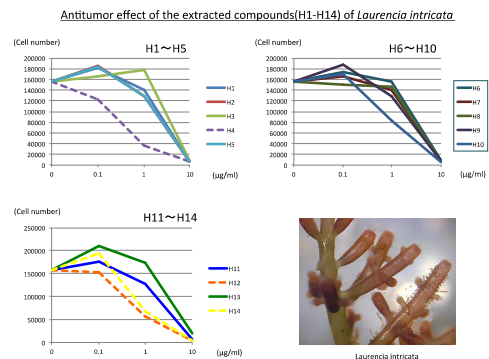 Antitumor effect of the extracted compounds(H1-H14) of Laurencia intricata
(Cell number)
H1~H5
200000
180000
160000
140000
120000
100000
80000
60000
40000
20000
0
0 0.1 1 10
(μg/ml)
H1
H2
H3
H4
H5
(Cell number)
H6~H10
200000
180000
160000
140000
120000
100000
80000
60000
40000
20000
0
0 0.1 1 10
(μg/ml)
H6
H7
H8
H9
H10
(Cell number)
H11~H14
250000
200000
150000
100000
50000
0
0 0.1 1 10
(μg/ml)
H11
H12
H13
H14
Laurencia intricata